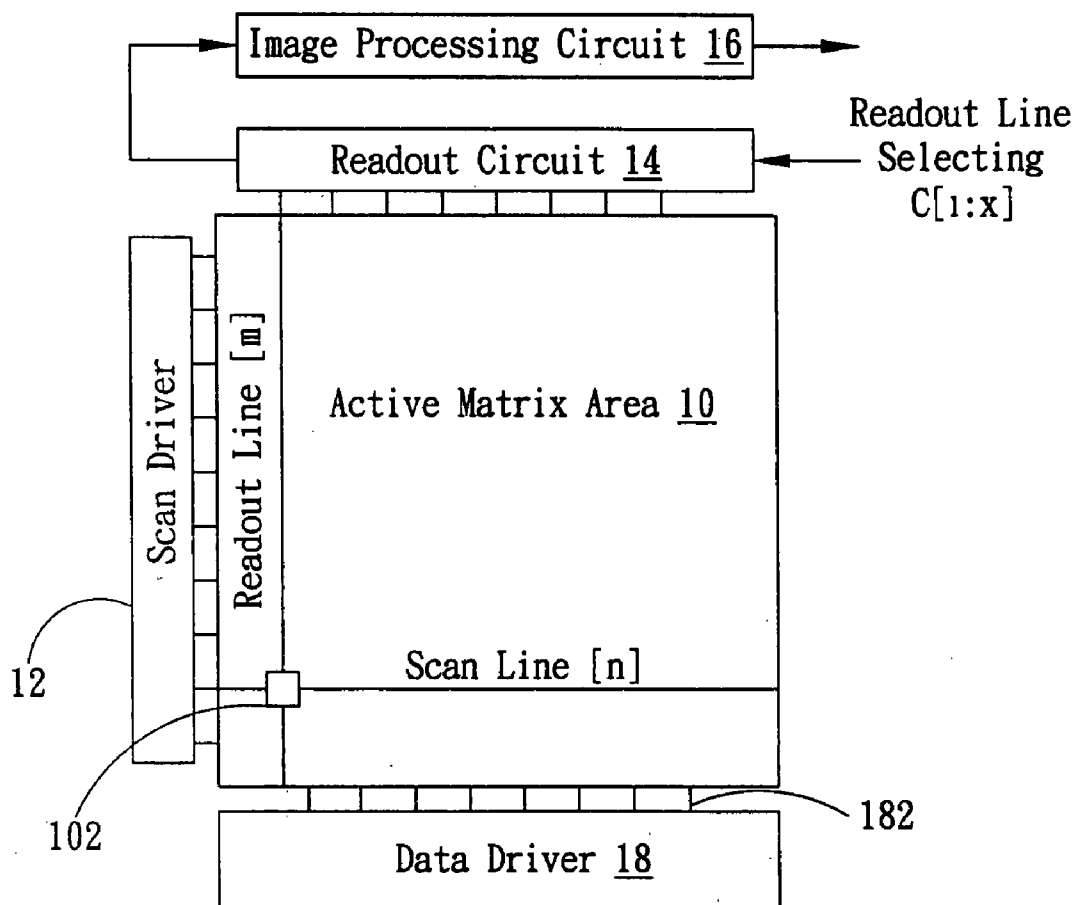 Image Processing Circuit 16
Readout Circuit 14
Readout Line
Selecting
C[1:x]
Scan Driver
Readout Line [m]
Active Matrix Area 10
Scan Line [n]
12
102
182
Data Driver 18